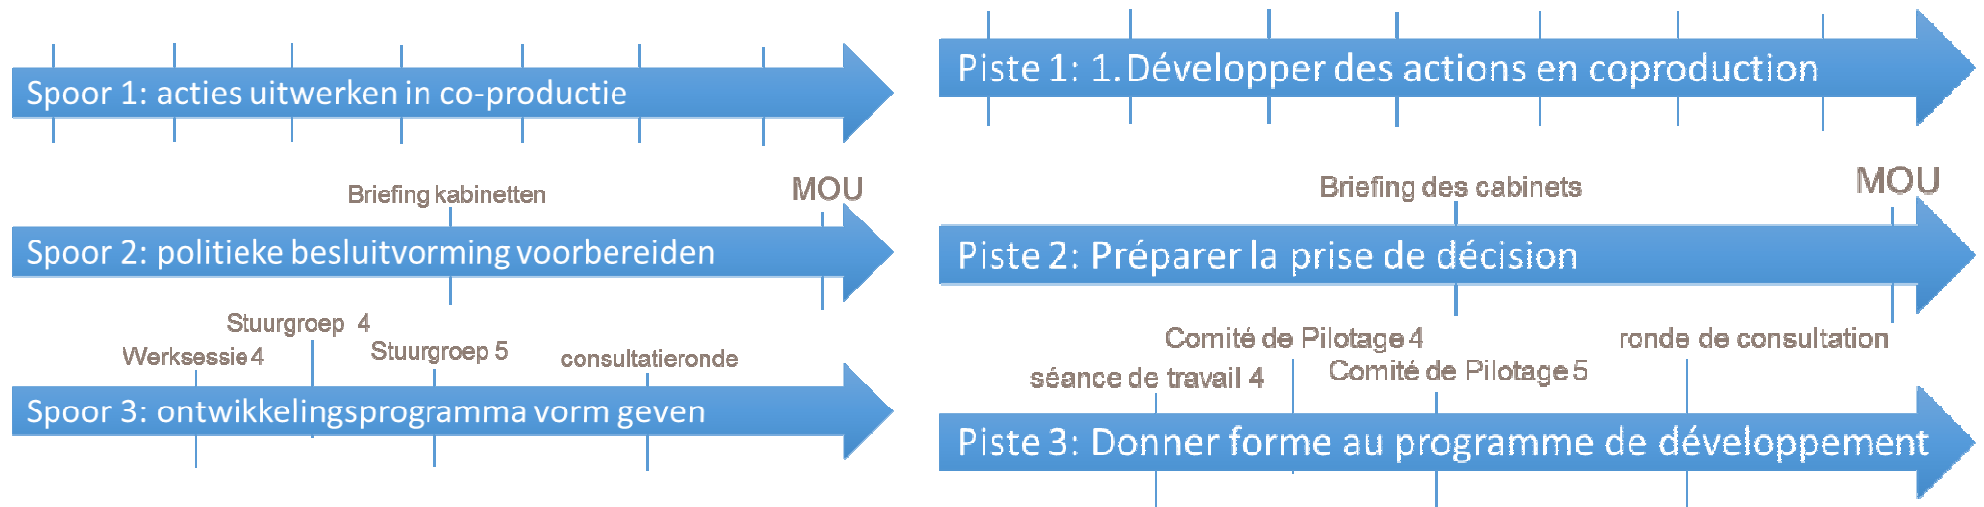 Spoor 1: acties uitwerken in co-productie
Briefing kabinetten
MOU
Spoor 2: politieke besluitvorming voorbereiden
Stuurgroep 4
Werksessie 4
Stuurgroep 5
consultatieronde
Spoor 3: ontwikkelingsprogramma vorm geven
Piste 1: 1.Développer des actions en coproduction
Briefing des cabinets
MOU
Piste 2: Préparer la prise de décision
Comité de Pilotage 4
ronde de consultation
séance de travail 4
Comité de Pilotage 5
Piste 3: Donner forme au programme de développement